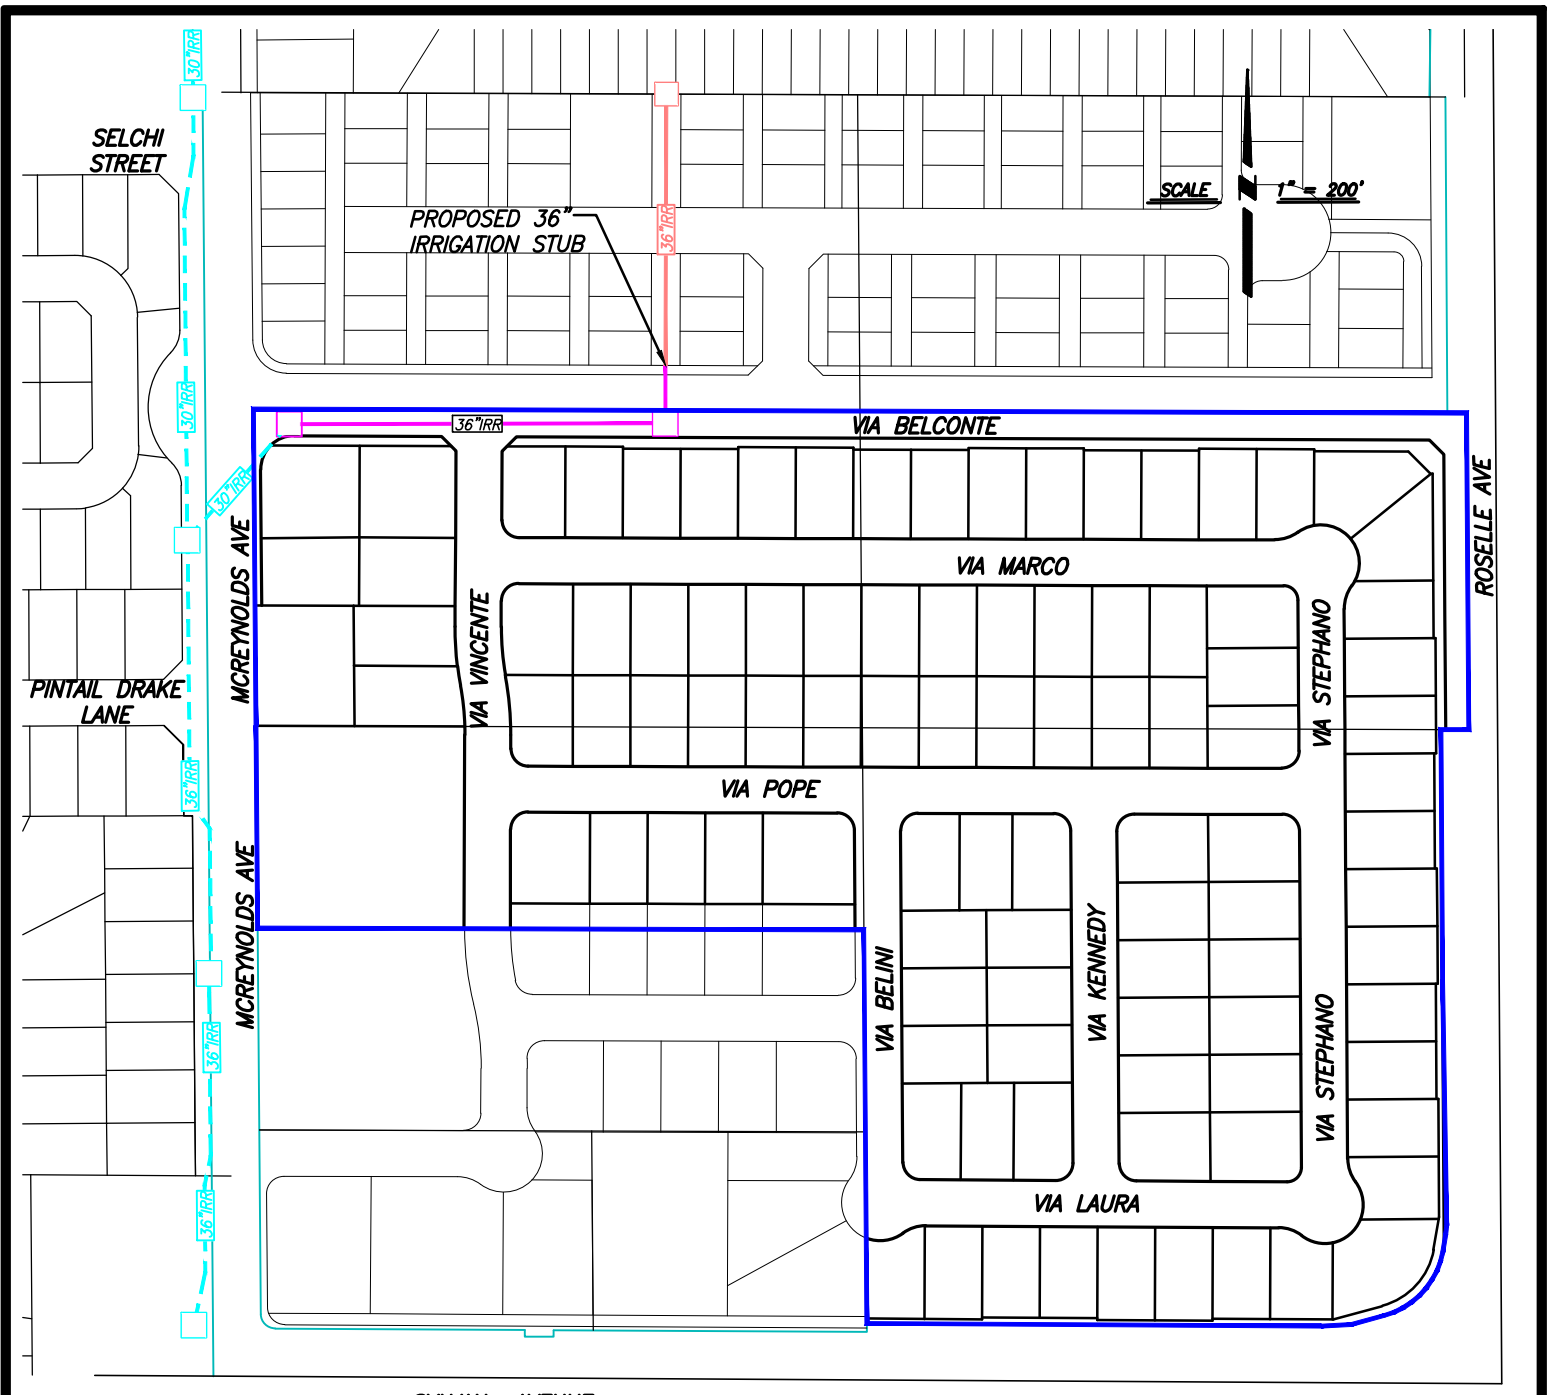 30"IRR
SELCHI
STREET
SCALE 1" = 200'
PROPOSED 36"
IRRIGATION STUB
36"IRR
30"IRR
36"IRR
VIA BELCONTE
30"IRR
ROSELLE AVE
MCREYNOLDS AVE
VIA MARCO
VIA VINCENTE
VIA STEPHANO
PINTAIL DRAKE
LANE
36"IRR
VIA POPE
MCREYNOLDS AVE
VIA BELINI
VIA KENNEDY
VIA STEPHANO
36"IRR
36"IRR
VIA LAURA